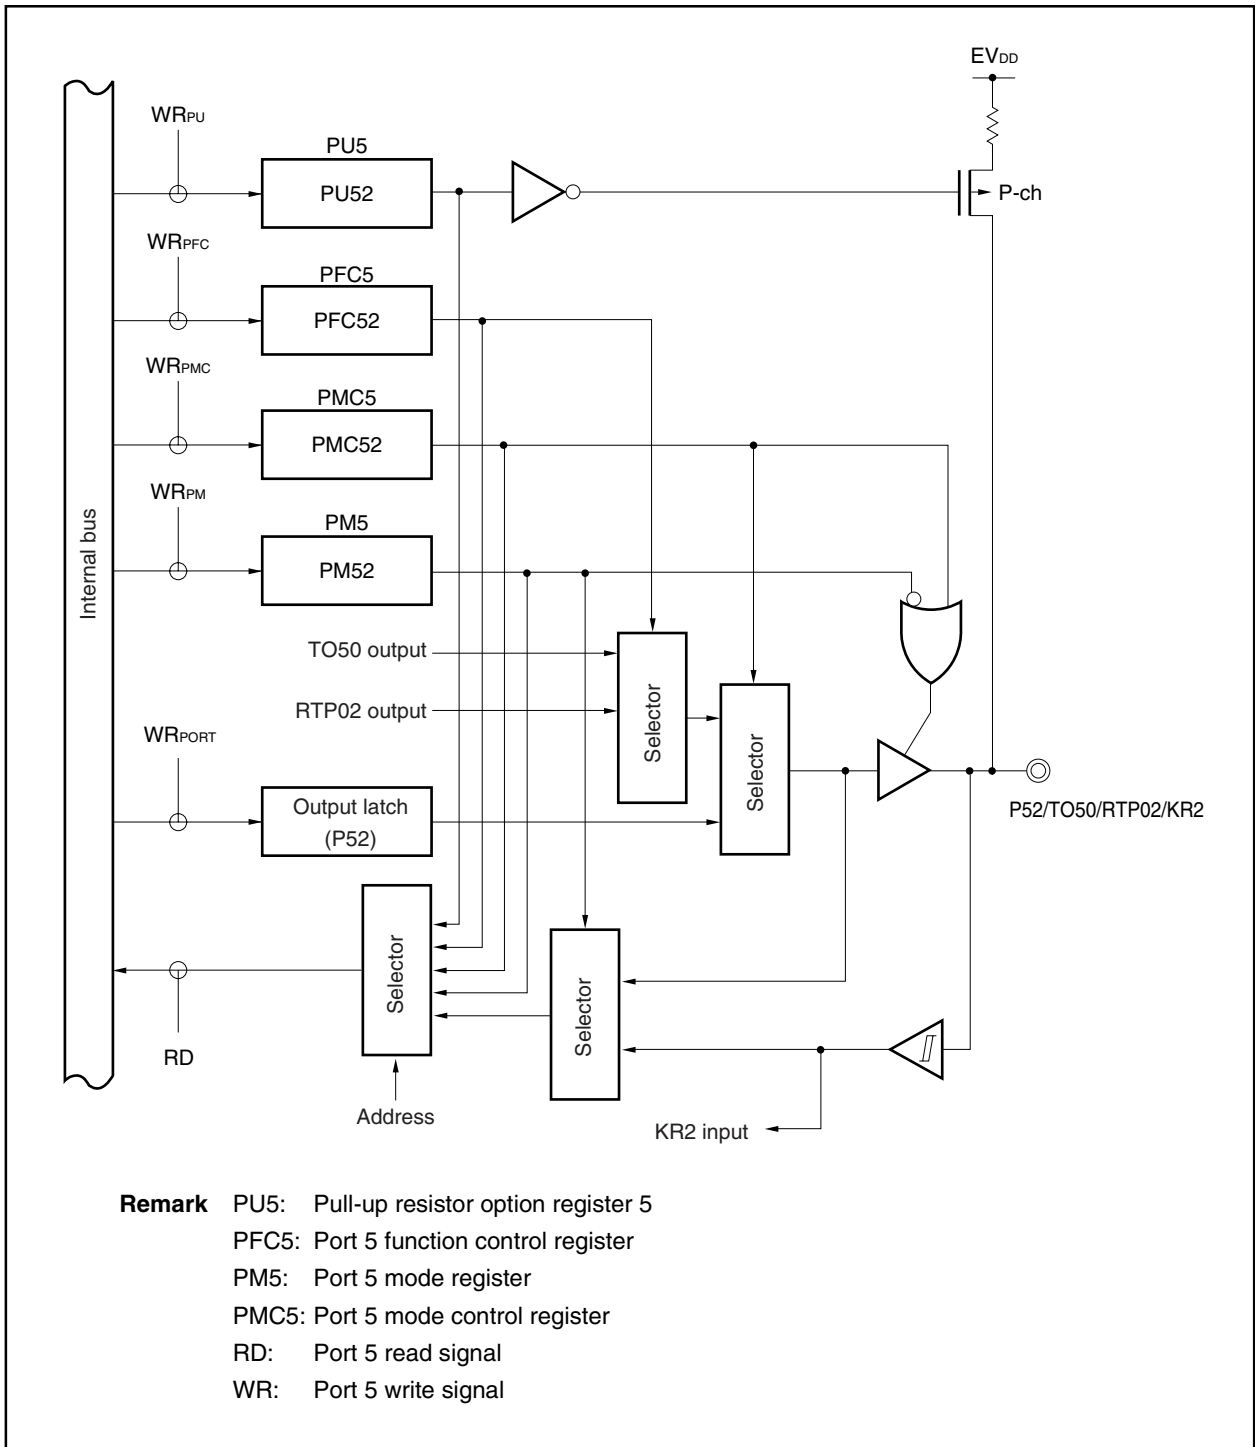 EVDD
WRPU
PU5
PU52
P-ch
WRPFC
PFC5
PFC52
WRPMC
PMC5
PMC52
WRPM
PM5
PM52
Internal bus
TO50 output
RTP02 output
Selector
Selector
WRPORT
Output latch
(P52)
P52/TO50/RTP02/KR2
Selector
Selector
RD
Address
KR2 input
Remark PU5: Pull-up resistor option register 5
PFC5: Port 5 function control register
PM5: Port 5 mode register
PMC5: Port 5 mode control register
RD: Port 5 read signal
WR: Port 5 write signal